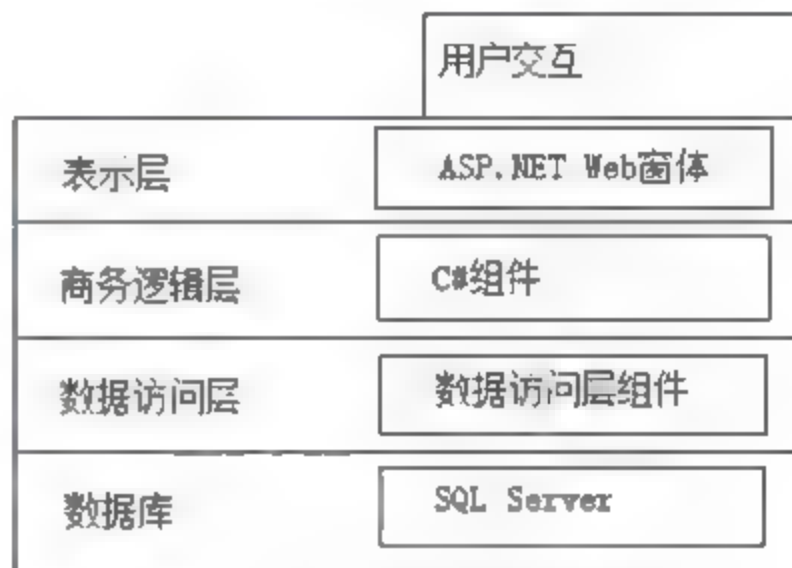 用户交互
表示层
ASP.NET Web窗体
商务逻辑层
C#组件
数据访问层
数据访问层组件
数据库
SQL Server